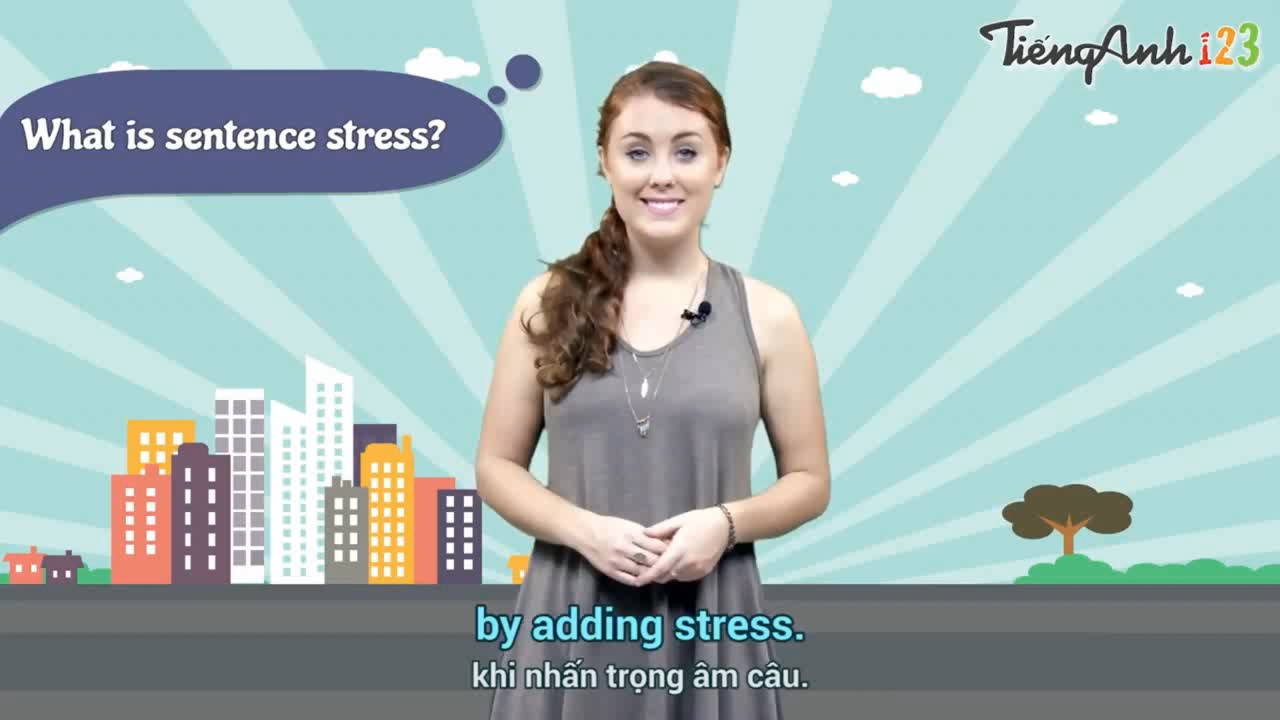 TiếngAnh123
What is sentence stress?
by adding stress.
khi nhấn trọng âm câu.